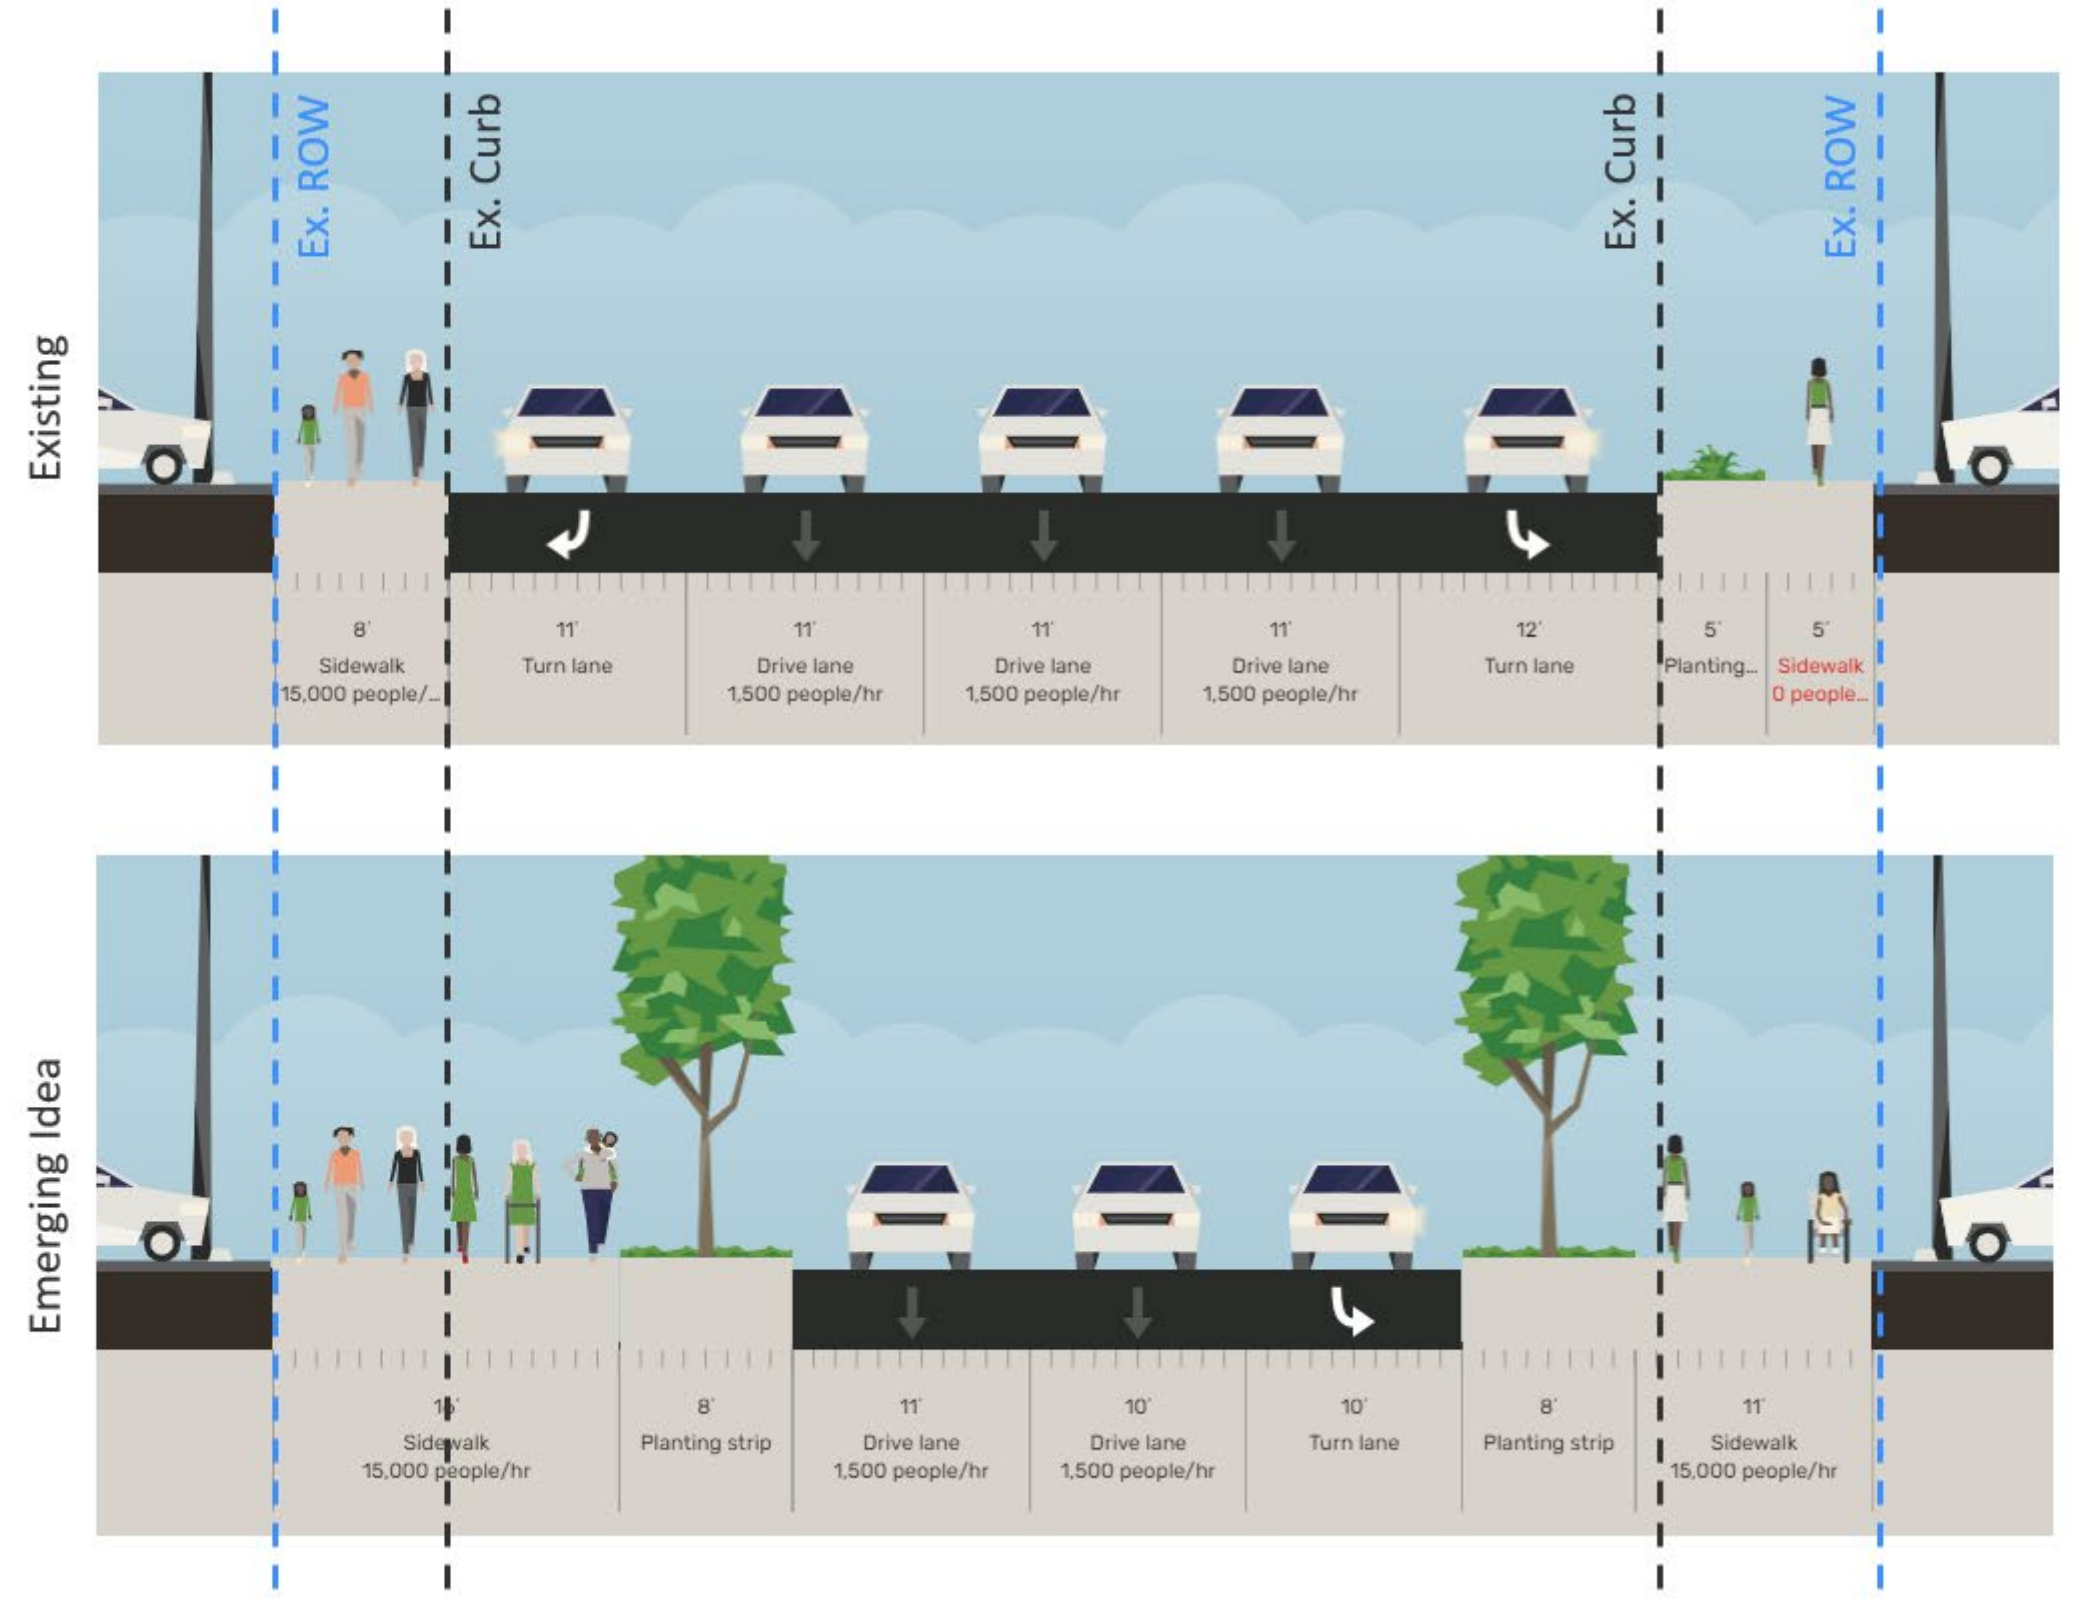 Existing
Ex. ROW
Ex. Curb
Ex. Curb
Ex. ROW
8'
Sidewalk
15,000 people/...
11'
Turn lane
11'
Drive lane
1,500 people/hr
11'
Drive lane
1,500 people/hr
11'
Drive lane
1,500 people/hr
12'
Turn lane
5'
Planting...
5'
Sidewalk
0 people...
Emerging Idea
16'
Sidewalk
15,000 people/hr
8'
Planting strip
11'
Drive lane
1,500 people/hr
10'
Drive lane
1,500 people/hr
10'
Turn lane
8'
Planting strip
11'
Sidewalk
15,000 people/hr